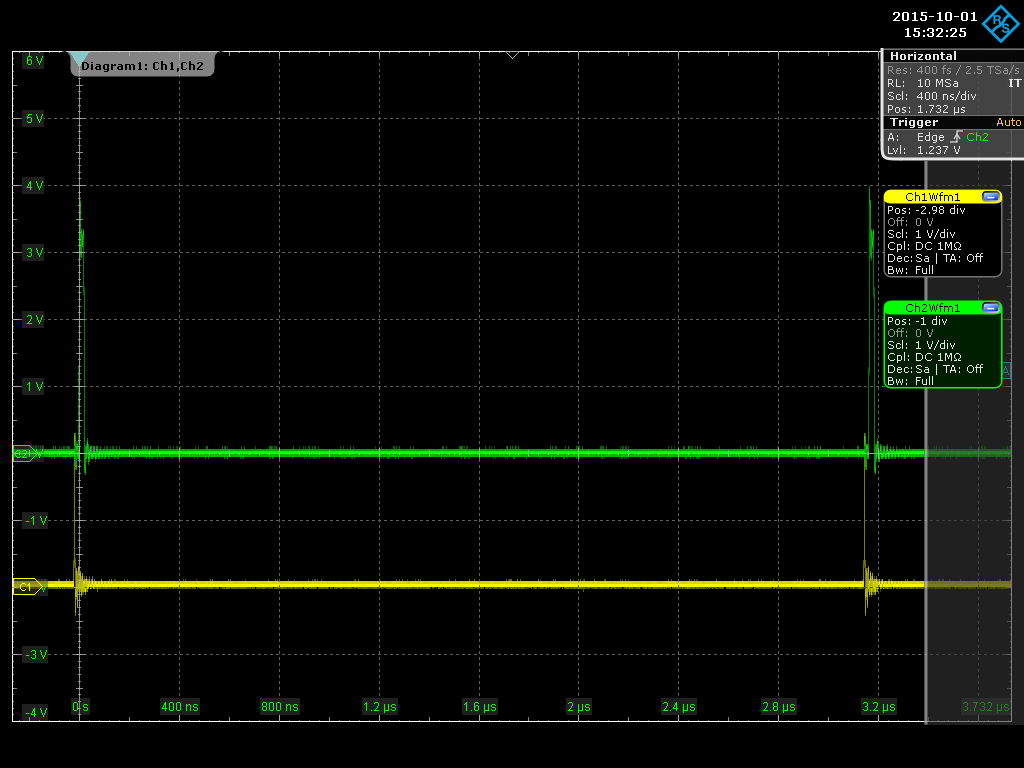 2015-10-01
15:32:25
R&S
Diagram1: Ch1,Ch2
Horizontal
Res: 400 fs / 2.5 TSa/s
RL: 10 MSa IT
Scl: 400 ns/div
Pos: 1.732 µs
Trigger Auto
A: Edge Ch2
Lvl: 1.237 V
Ch1Wfm1
Pos: -2.98 div
Off: 0 V
Scl: 1 V/div
Cpl: DC 1MΩ
Dec: Sa | TA: Off
Bw: Full
Ch2Wfm1
Pos: -1 div
Off: 0 V
Scl: 1 V/div
Cpl: DC 1MΩ
Dec: Sa | TA: Off
Bw: Full
6 V
5 V
4 V
3 V
2 V
1 V
C2
V
A
-1 V
C1
V
-3 V
-4 V
0 s 400 ns 800 ns 1.2 µs 1.6 µs 2 µs 2.4 µs 2.8 µs 3.2 µs 3.732 µs